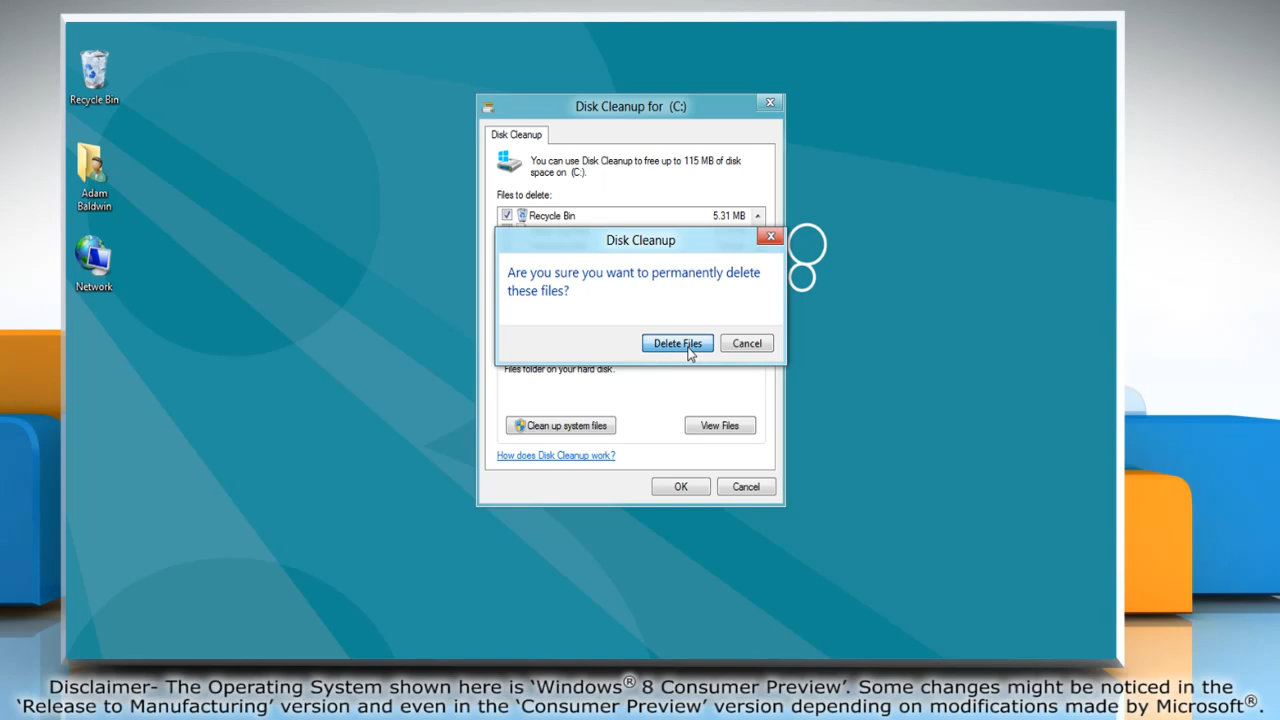 Recycle Bin
Adam
Baldwin
Network
Disk Cleanup for (C:)
Disk Cleanup
You can use Disk Cleanup to free up to 115 MB of disk
space on (C:).
Files to delete:
Recycle Bin 5.31 MB
Disk Cleanup
Are you sure you want to permanently delete
these files?
Delete Files Cancel
Files folder on your hard disk.
Clean up system files View Files
How does Disk Cleanup work?
OK Cancel
Disclaimer- The Operating System shown here is ‘Windows® 8 Consumer Preview’. Some changes might be noticed in the
‘Release to Manufacturing’ version and even in the ‘Consumer Preview’ version depending on modifications made by Microsoft®.